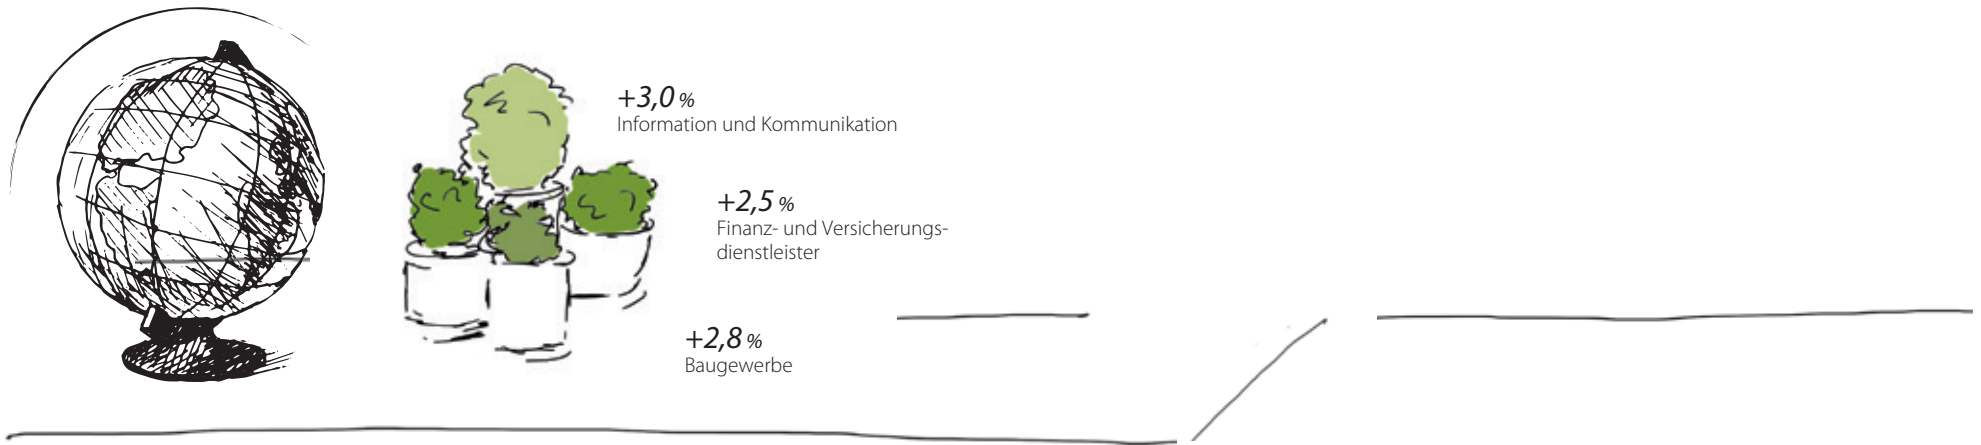 +3,0 %
Information und Kommunikation
+2,5 %
Finanz- und Versicherungs-
dienstleister
+2,8 %
Baugewerbe